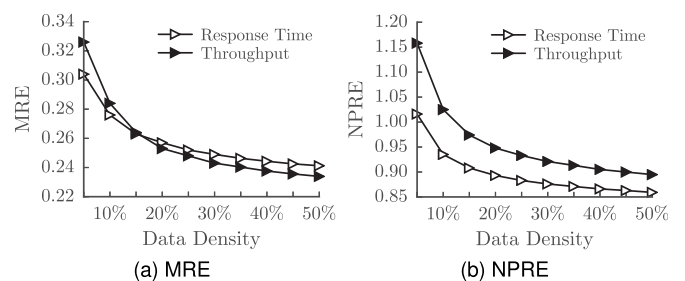 0.34
0.32
0.30
0.28
0.26
0.24
0.22
MRE
Response Time
Throughput
10% 20% 30% 40% 50%
Data Density
(a) MRE
1.20
1.15
1.10
1.05
1.00
0.95
0.90
0.85
NPRE
Response Time
Throughput
10% 20% 30% 40% 50%
Data Density
(b) NPRE